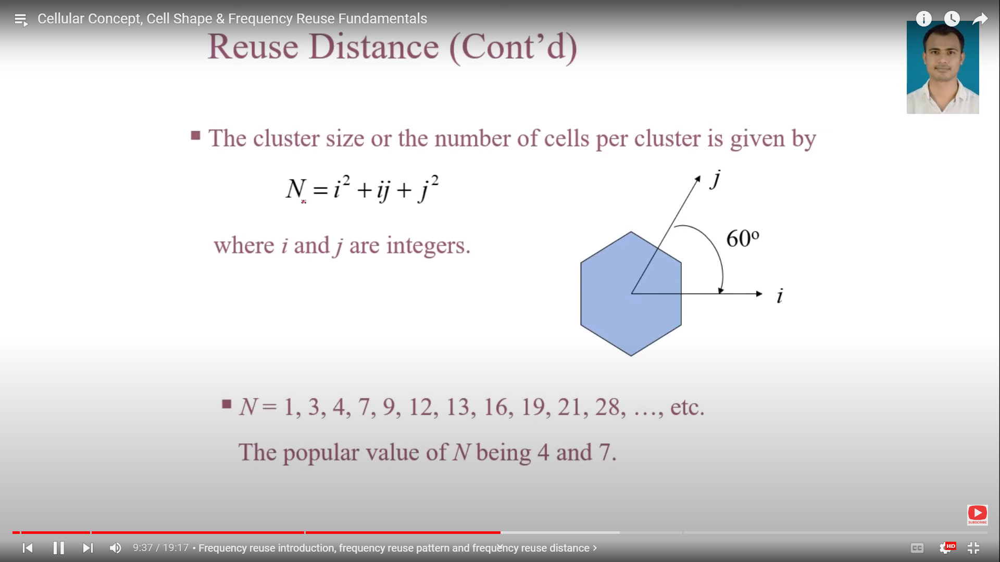 Cellular Concept, Cell Shape & Frequency Reuse Fundamentals
Reuse Distance (Cont’d)
The cluster size or the number of cells per cluster is given by
N = i² + ij + j²
j
60°
where i and j are integers.
i
N = 1, 3, 4, 7, 9, 12, 13, 16, 19, 21, 28, …, etc.
The popular value of N being 4 and 7.
SUBSCRIBE
9:37 / 19:17 • Frequency reuse introduction, frequency reuse pattern and frequency reuse distance
CC
HD